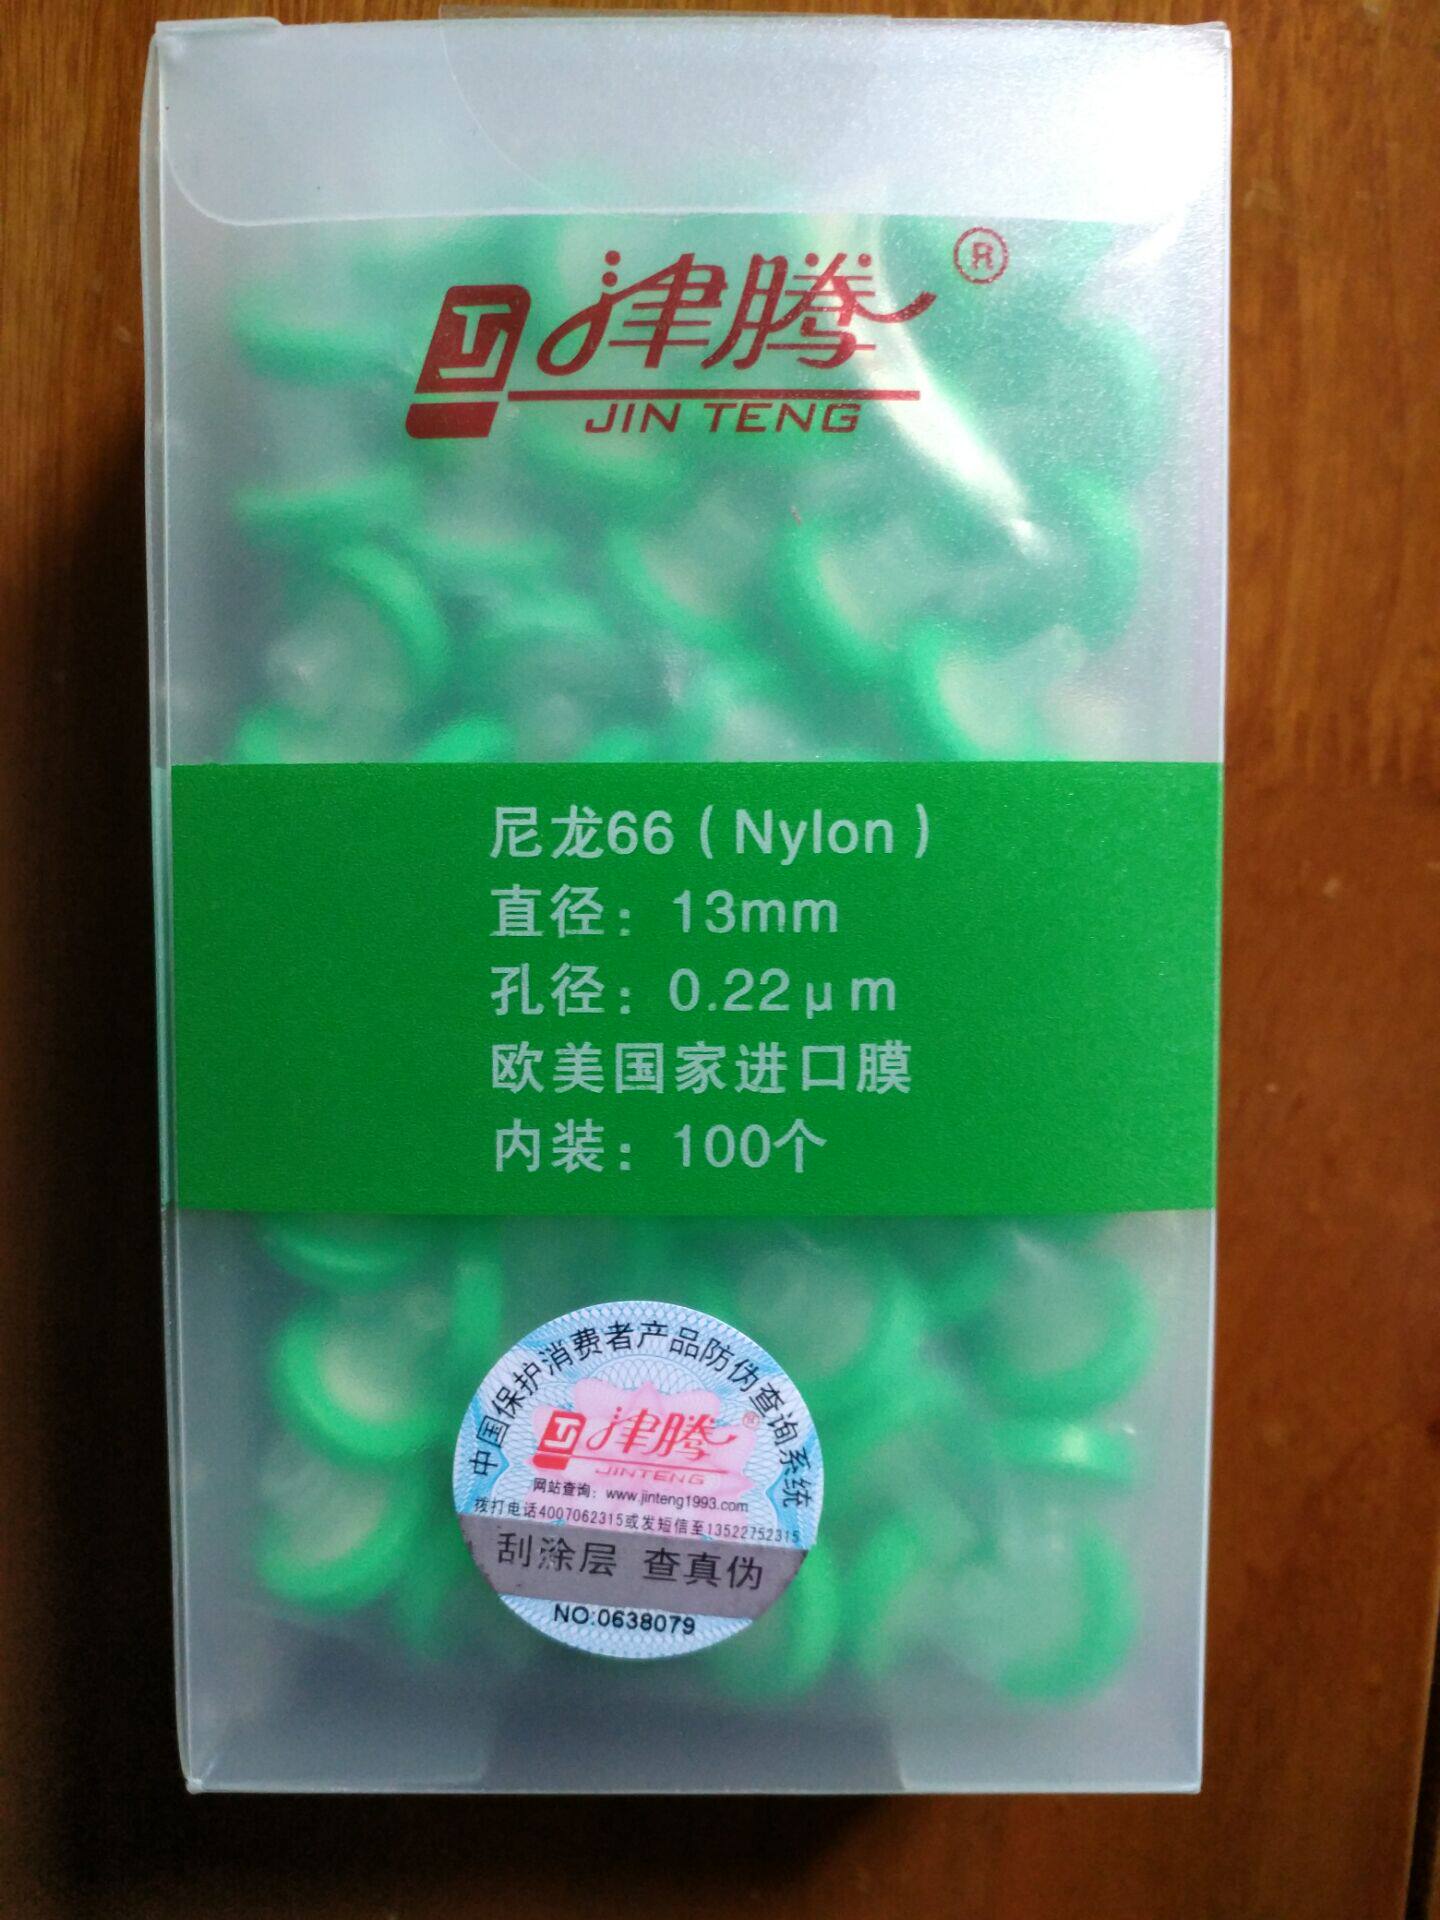 津腾®
JIN TENG
尼龙66（Nylon）
直径：13mm
孔径：0.22μm
欧美国家进口膜
内装：100个
中国保护消费者产品防伪查询系统
津腾®
JINTENG
网站查询：www.jinteng1993.com
拨打电话4007062315或发短信至13522752315
刮涂层 查真伪
NO:0638079